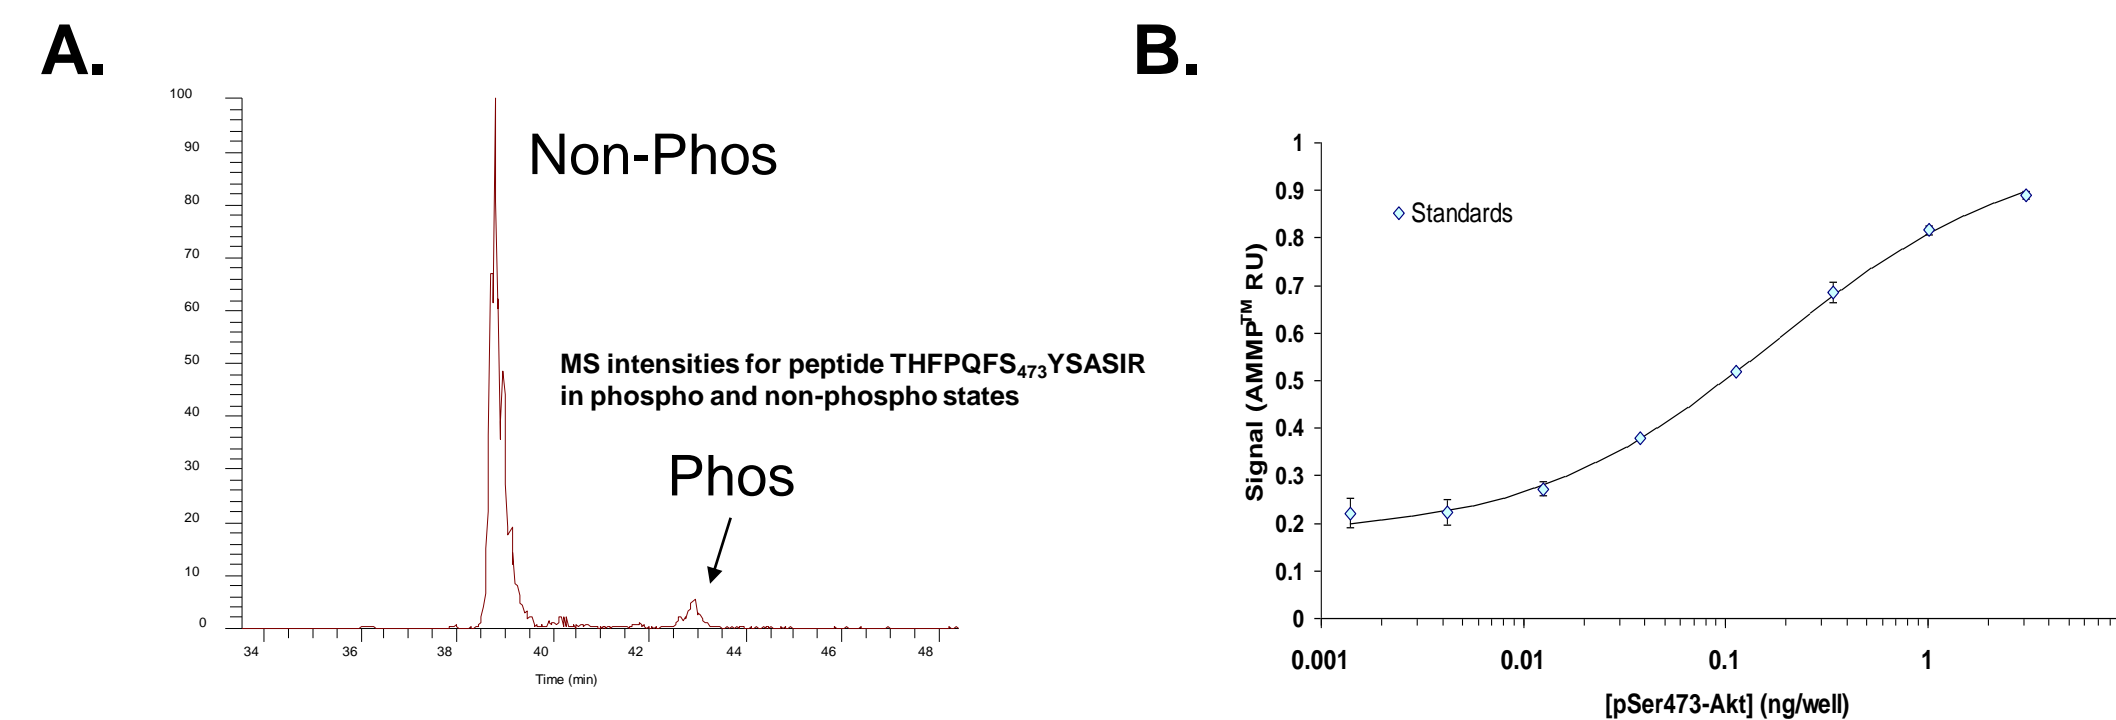 A.
B.
100
90
80
70
60
50
40
30
20
10
0
Non-Phos
MS intensities for peptide THFPQFS473YSASIR
in phospho and non-phospho states
Phos
34 36 38 40 42 44 46 48
Time (min)
Signal (AMMP™ RU)
1
0.9
0.8
0.7
0.6
0.5
0.4
0.3
0.2
0.1
0
Standards
0.001 0.01 0.1 1
[pSer473-Akt] (ng/well)